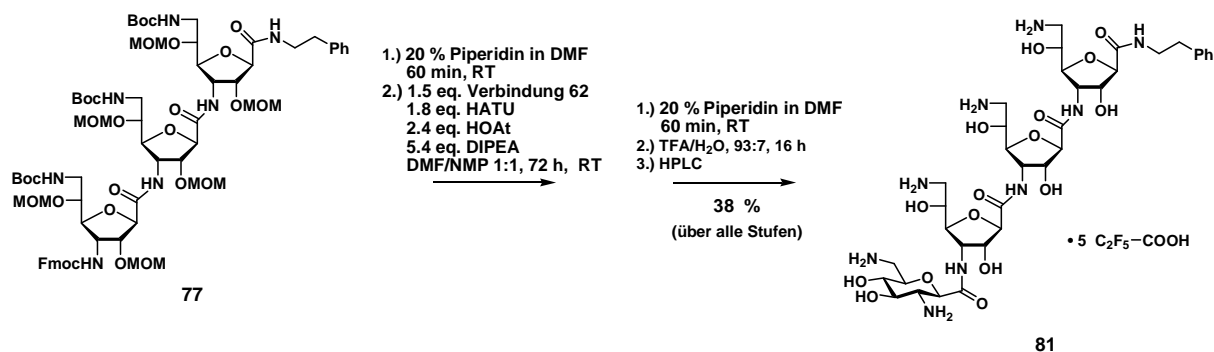 BocHN
MOMO
O
O
H
N
Ph
HN
OMOM
BocHN
MOMO
O
O
HN
OMOM
BocHN
MOMO
O
O
FmocHN
OMOM
77
1.) 20 % Piperidin in DMF
60 min, RT
2.) 1.5 eq. Verbindung 62
1.8 eq. HATU
2.4 eq. HOAt
5.4 eq. DIPEA
DMF/NMP 1:1, 72 h, RT
1.) 20 % Piperidin in DMF
60 min, RT
2.) TFA/H2O, 93:7, 16 h
3.) HPLC
38 %
(über alle Stufen)
H2N
HO
O
O
H
N
Ph
HN
OH
H2N
HO
O
O
HN
OH
H2N
HO
O
O
HN
OH
H2N
HO
HO
O
O
NH2
• 5 C2F5–COOH
81